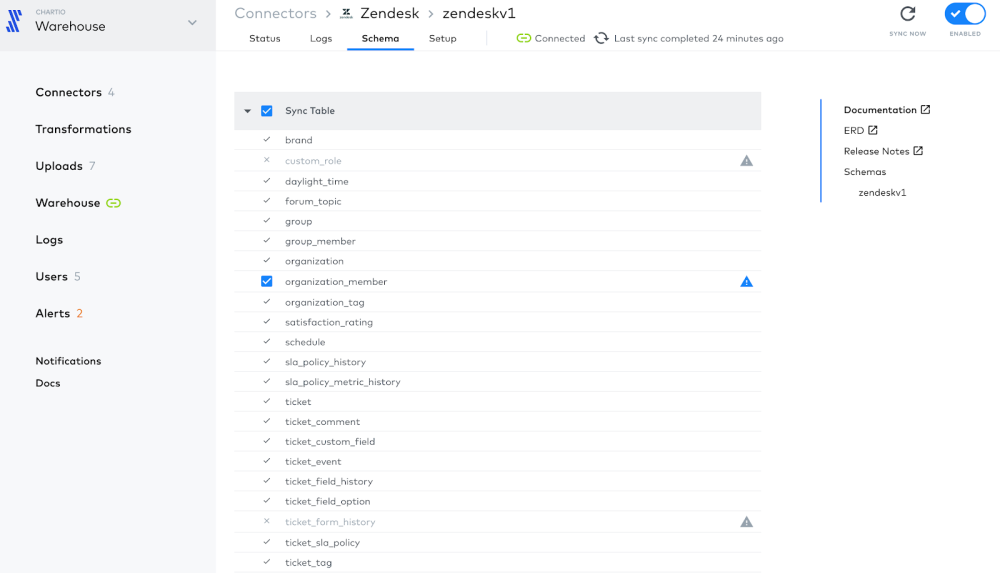 CHARTIO
Warehouse
Connectors > Zendesk > zendeskv1
SYNC NOW
ENABLED
Status
Logs
Schema
Setup
Connected
Last sync completed 24 minutes ago
Connectors 4
Transformations
Uploads 7
Warehouse
Logs
Users 5
Alerts 2
Notifications
Docs
Sync Table
brand
custom_role
daylight_time
forum_topic
group
group_member
organization
organization_member
organization_tag
satisfaction_rating
schedule
sla_policy_history
sla_policy_metric_history
ticket
ticket_comment
ticket_custom_field
ticket_event
ticket_field_history
ticket_field_option
ticket_form_history
ticket_sla_policy
ticket_tag
Documentation
ERD
Release Notes
Schemas
zendeskv1